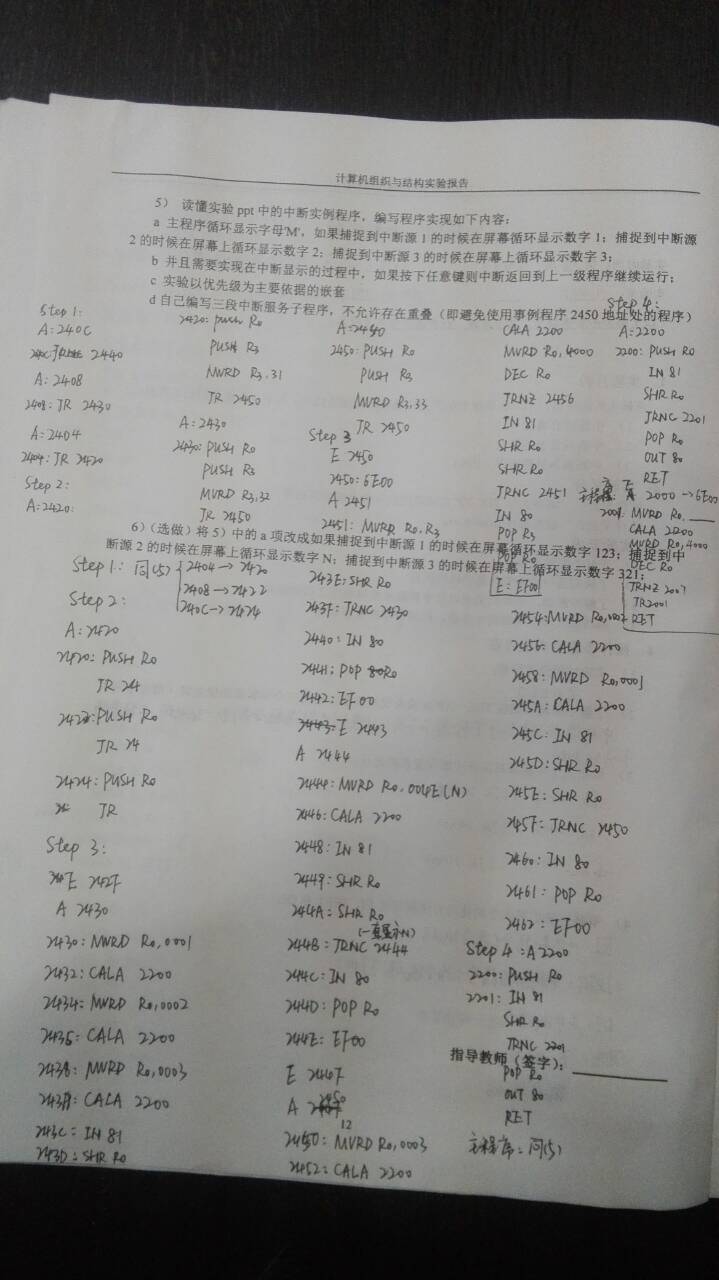 计算机组织与结构实验报告
5） 读懂实验 ppt 中的中断实例程序，编写程序实现如下内容：
a 主程序循环显示字母'M'，如果捕捉到中断源 1 的时候在屏幕循环显示数字 1；捕捉到中断源
2 的时候在屏幕上循环显示数字 2；捕捉到中断源 3 的时候在屏幕上循环显示数字 3；
b 并且需要实现在中断显示的过程中，如果按下任意键则中断返回到上一级程序继续运行；
c 实验以优先级为主要依据的嵌套
d 自己编写三段中断服务子程序，不允许存在重叠（即避免使用事例程序 2450 地址处的程序）
Step 1:
A: 240C
240C: JR 2440
A: 2408
2408: JR 2430
A: 2404
2404: JR 2420
Step 2:
A: 2420:
2420: PUSH R0
PUSH R3
MVRD R3,31
JR 2450
A: 2430
2430: PUSH R0
PUSH R3
MVRD R3,32
JR 2450
A: 2440
2450: PUSH R0
PUSH R3
MVRD R3,33
JR 2450
Step 3
E 2450
2450: 6E00
A 2451
2451: MVRR R0,R3
CALA 2200
MVRD R0,4000
DEC R0
JRNZ 2456
IN 81
SHR R0
SHR R0
JRNC 2451
IN 80
POP R3
POP R0
E: EF00
Step 4:
A: 2200
2200: PUSH R0
IN 81
SHR R0
JRNC 2201
POP R0
OUT 80
RET
主程序 2000 → 6E00
2001: MVRD R0, __
CALA 2200
MVRD R0,4000
DEC R0
JRNZ 2007
JR 2001
RET
6）（选做）将 5）中的 a 项改成如果捕捉到中断源 1 的时候在屏幕循环显示数字 123；捕捉到中
断源 2 的时候在屏幕上循环显示数字 N；捕捉到中断源 3 的时候在屏幕上循环显示数字 321；
Step 1: 同(5)
2404 → 2420
2408 → 2422
240C → 2424
Step 2:
A: 2420
2420: PUSH R0
JR 24
2422: PUSH R0
JR 24
2424: PUSH R0
JR
Step 3:
E 242F
A 2430
2430: MVRD R0,0001
2432: CALA 2200
2434: MVRD R0,0002
2436: CALA 2200
2438: MVRD R0,0003
243A: CALA 2200
243C: IN 81
243D: SHR R0
243E: SHR R0
243F: JRNC 2430
2440: IN 80
2441: POP R0
2442: EF00
E 2443
A 2444
2444: MVRD R0,004E(N)
2446: CALA 2200
2448: IN 81
2449: SHR R0
244A: SHR R0
(一直显示N)
244B: JRNC 2444
244C: IN 80
244D: POP R0
244E: EF00
E 244F
A 2450
2450: MVRD R0,0003
2452: CALA 2200
2454: MVRD R0,0002
2456: CALA 2200
2458: MVRD R0,0001
245A: CALA 2200
245C: IN 81
245D: SHR R0
245E: SHR R0
245F: JRNC 2450
2460: IN 80
2461: POP R0
2462: EF00
Step 4: A 2200
2200: PUSH R0
2201: IN 81
SHR R0
JRNC 2201
POP R0
OUT 80
RET
主程序: 同(5)
指导教师（签字）：
12